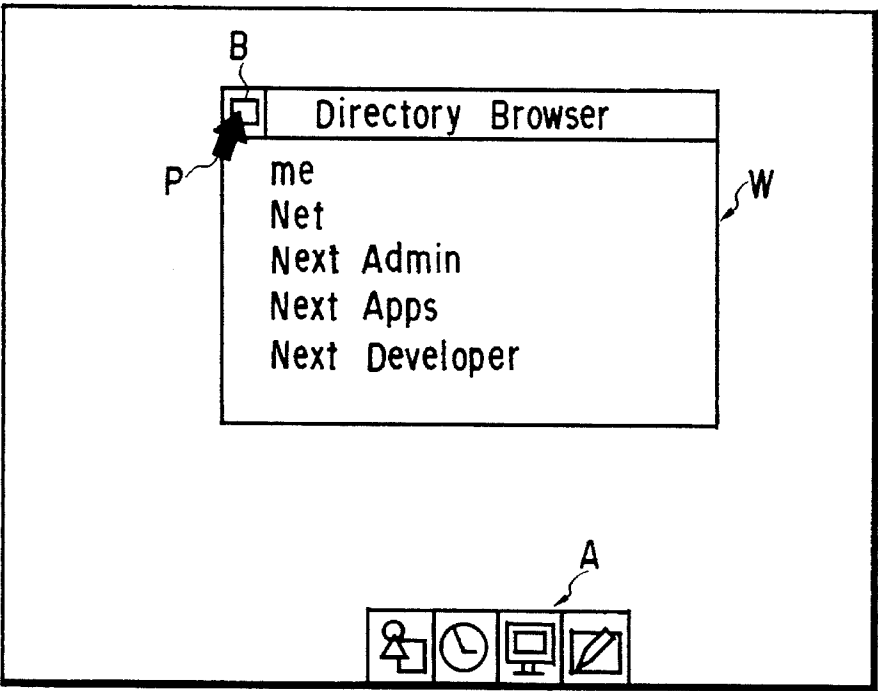 B
Directory Browser
P
me
W
Net
Next Admin
Next Apps
Next Developer
A